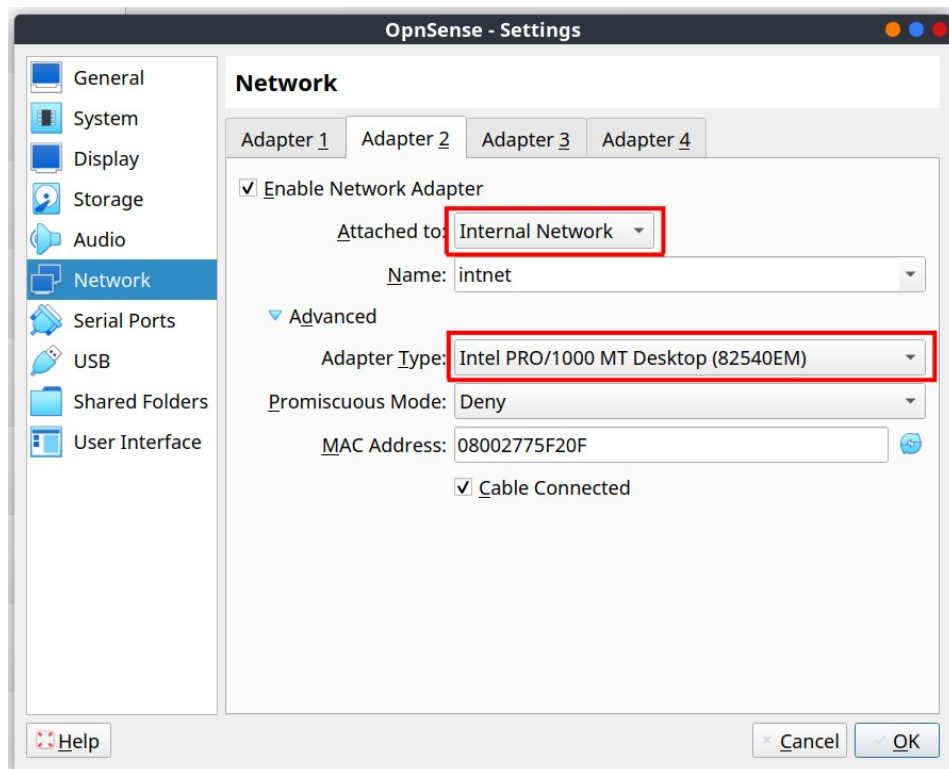 OpnSense - Settings
General
System
Display
Storage
Audio
Network
Serial Ports
USB
Shared Folders
User Interface
Network
Adapter 1 Adapter 2 Adapter 3 Adapter 4
Enable Network Adapter
Attached to: Internal Network
Name: intnet
Advanced
Adapter Type: Intel PRO/1000 MT Desktop (82540EM)
Promiscuous Mode: Deny
MAC Address: 08002775F20F
Cable Connected
Help Cancel OK